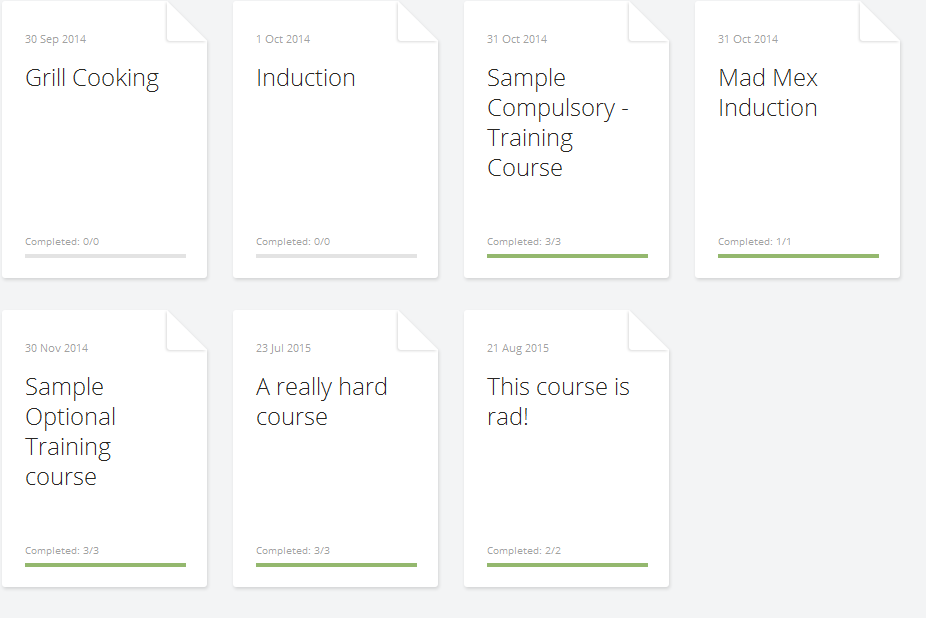 30 Sep 2014
Grill Cooking
Completed: 0/0
1 Oct 2014
Induction
Completed: 0/0
31 Oct 2014
Sample
Compulsory -
Training
Course
Completed: 3/3
31 Oct 2014
Mad Mex
Induction
Completed: 1/1
30 Nov 2014
Sample
Optional
Training
course
Completed: 3/3
23 Jul 2015
A really hard
course
Completed: 3/3
21 Aug 2015
This course is
rad!
Completed: 2/2